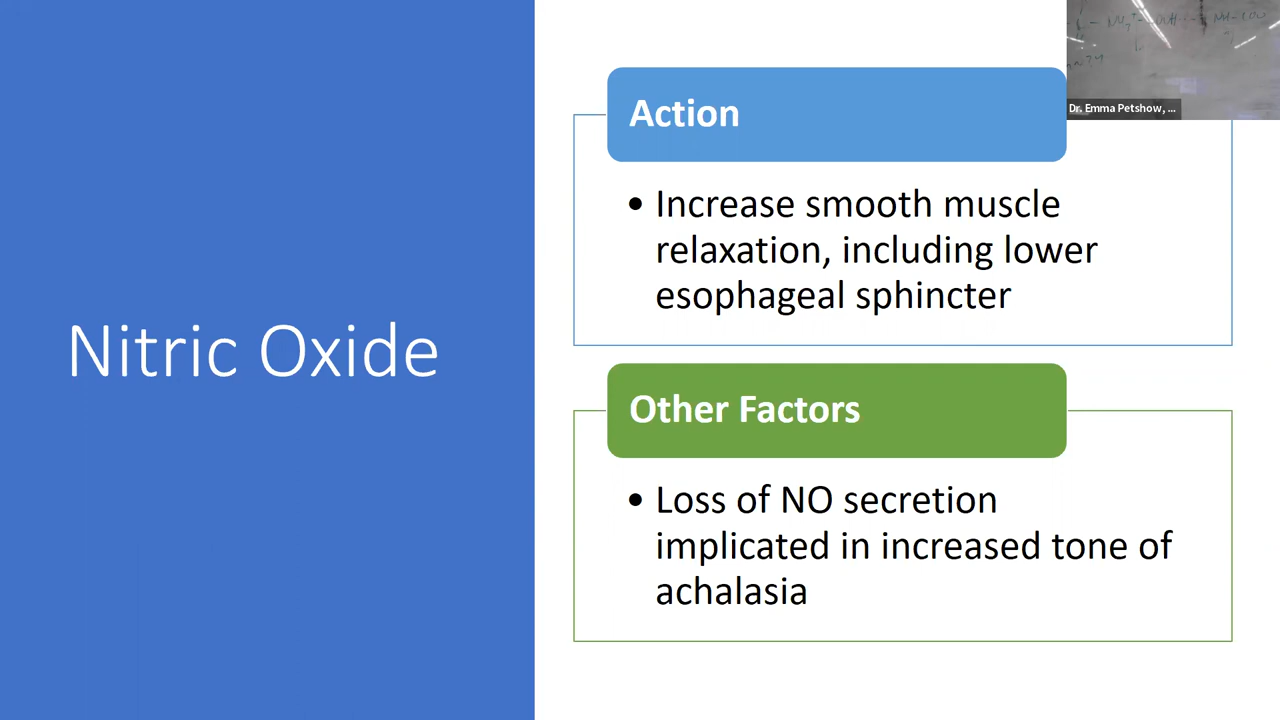 Nitric Oxide
Action
• Increase smooth muscle
relaxation, including lower
esophageal sphincter
Other Factors
• Loss of NO secretion
implicated in increased tone of
achalasia
Dr. Emma Petshow, ...